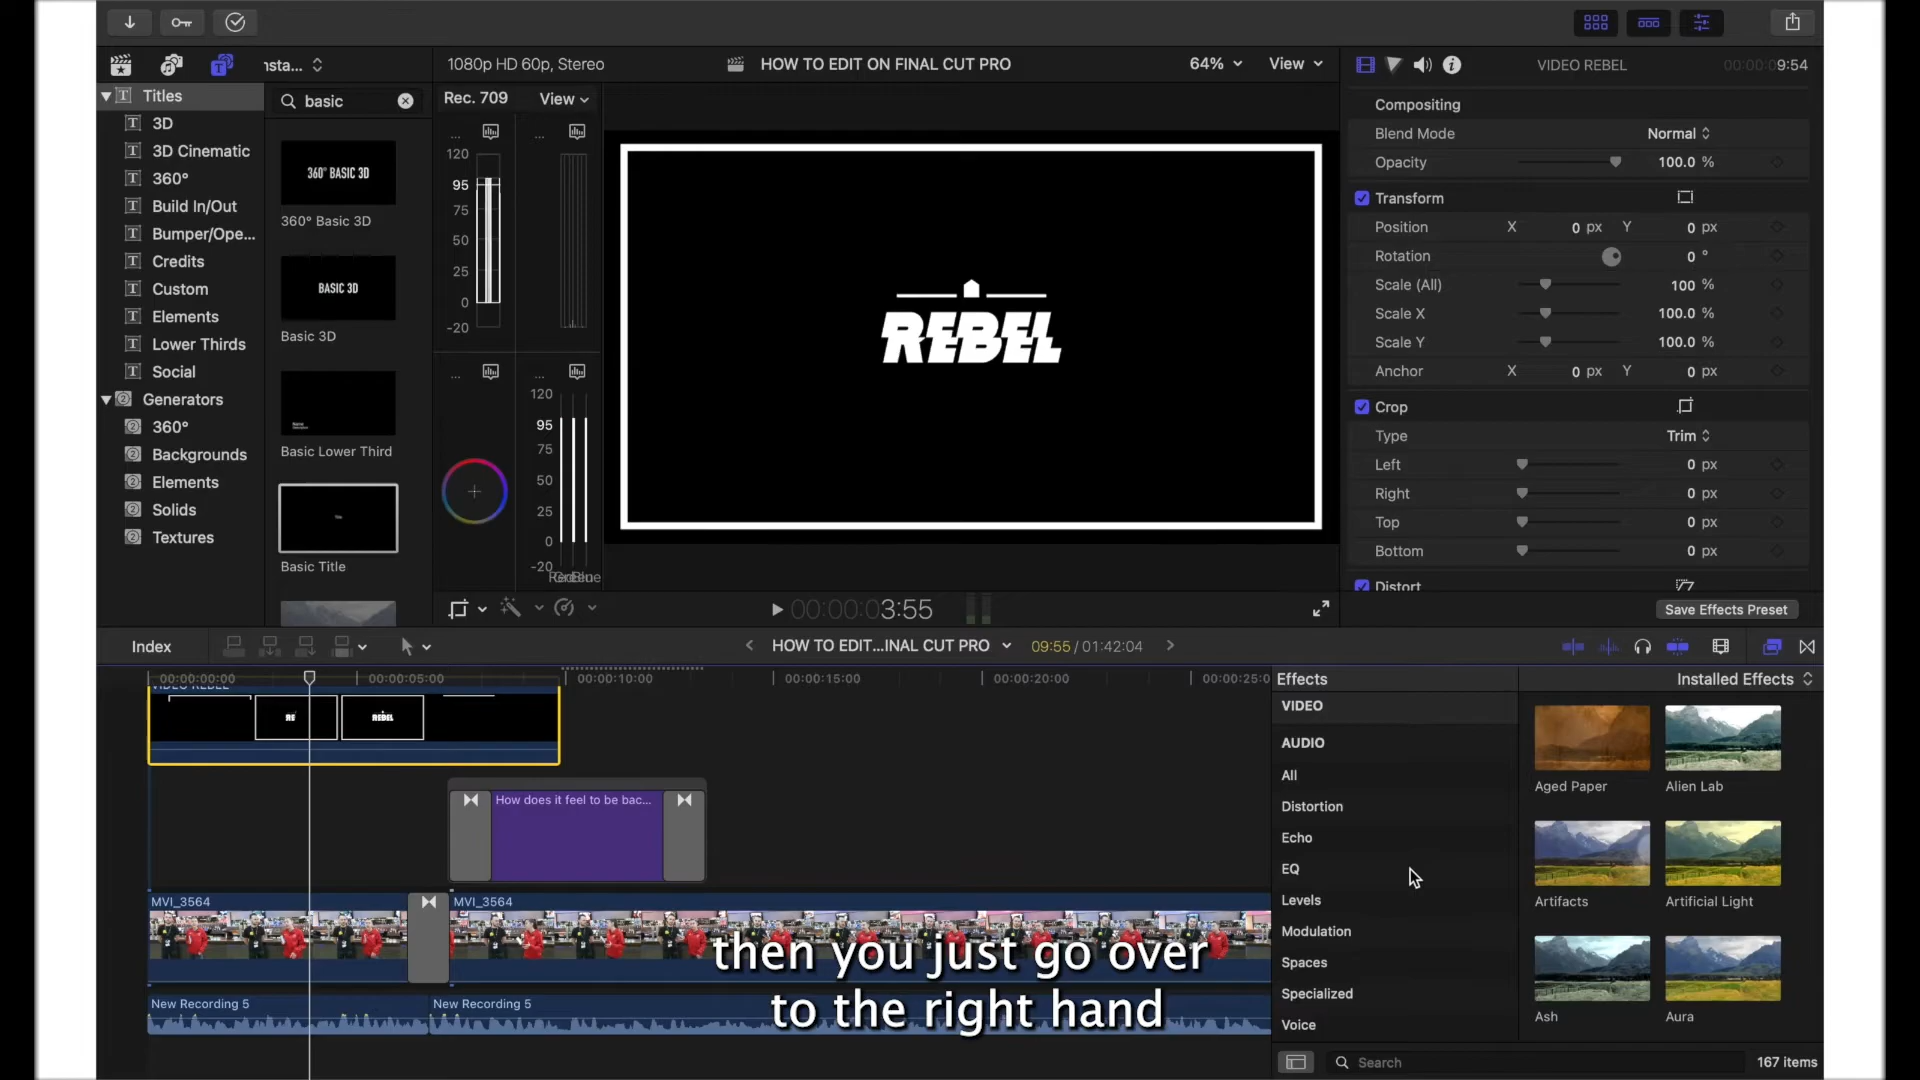 nsta...
1080p HD 60p, Stereo
HOW TO EDIT ON FINAL CUT PRO
64%
View
VIDEO REBEL
00:00:09:54
Titles
3D
3D Cinematic
360°
Build In/Out
Bumper/Ope...
Credits
Custom
Elements
Lower Thirds
Social
Generators
360°
Backgrounds
Elements
Solids
Textures
basic
360° BASIC 3D
360° Basic 3D
BASIC 3D
Basic 3D
Basic Lower Third
Title
Basic Title
Rec. 709
View
...
...
120
95
75
50
25
0
-20
...
...
120
95
75
50
25
0
-20
Red
Green
Blue
REBEL
Compositing
Blend Mode
Normal
Opacity
100.0 %
Transform
Position X 0 px Y 0 px
Rotation 0 °
Scale (All) 100 %
Scale X 100.0 %
Scale Y 100.0 %
Anchor X 0 px Y 0 px
Crop
Type Trim
Left 0 px
Right 0 px
Top 0 px
Bottom 0 px
Distort
Save Effects Preset
00:00:03:55
Index
HOW TO EDIT...INAL CUT PRO
09:55 / 01:42:04
00:00:00:00
00:00:05:00
00:00:10:00
00:00:15:00
00:00:20:00
00:00:25:0
VIDEO REBEL
RE
REBEL
How does it feel to be bac...
MVI_3564
MVI_3564
New Recording 5
New Recording 5
then you just go over
to the right hand
Effects
Installed Effects
VIDEO
AUDIO
All
Distortion
Echo
EQ
Levels
Modulation
Spaces
Specialized
Voice
Aged Paper
Alien Lab
Artifacts
Artificial Light
Ash
Aura
Search
167 items